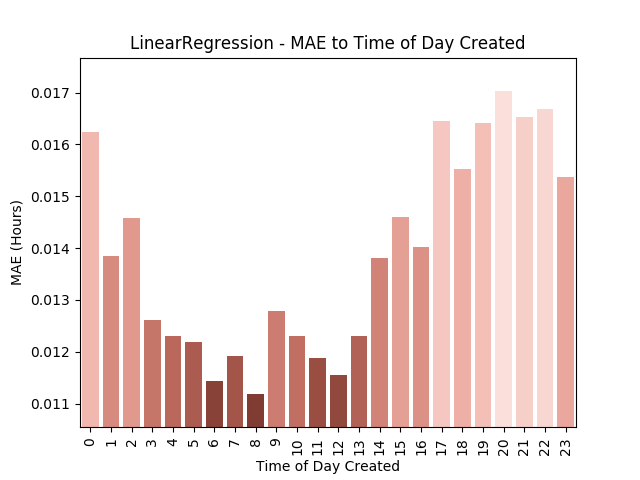 LinearRegression - MAE to Time of Day Created
MAE (Hours)
0.017
0.016
0.015
0.014
0.013
0.012
0.011
0 1 2 3 4 5 6 7 8 9 10 11 12 13 14 15 16 17 18 19 20 21 22 23
Time of Day Created